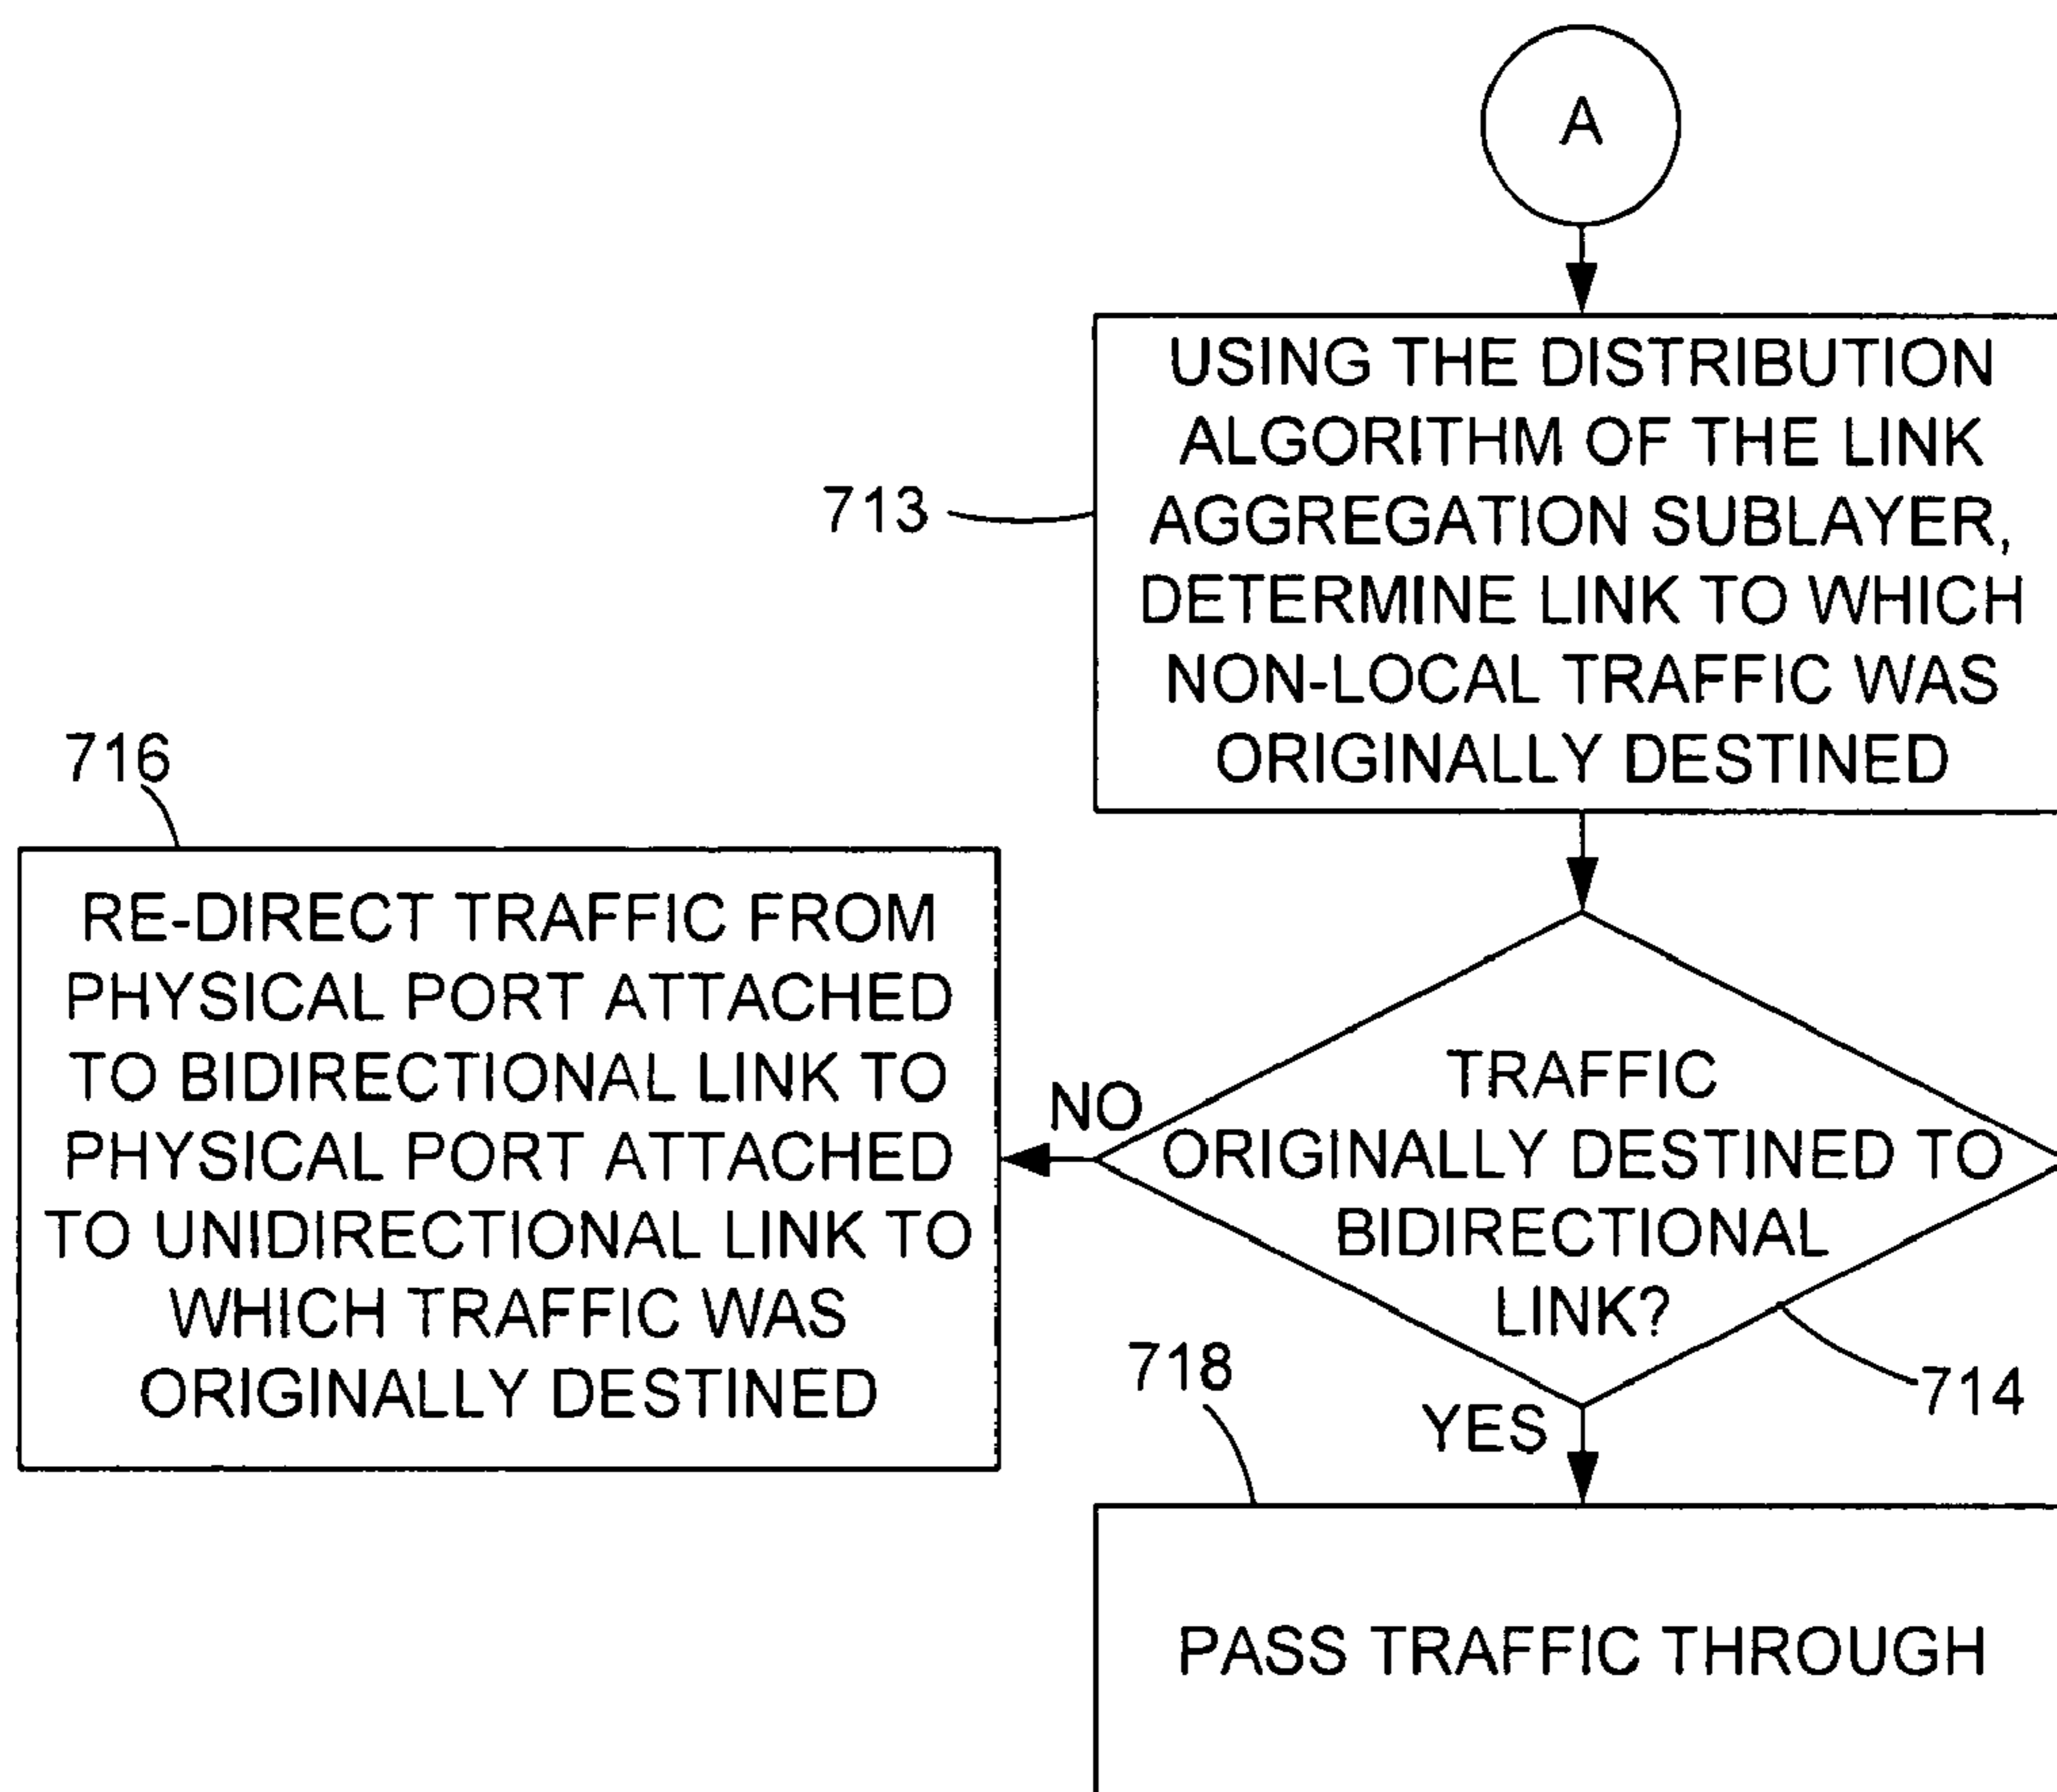 A
USING THE DISTRIBUTION
ALGORITHM OF THE LINK
AGGREGATION SUBLAYER,
DETERMINE LINK TO WHICH
NON-LOCAL TRAFFIC WAS
ORIGINALLY DESTINED
713
716
RE-DIRECT TRAFFIC FROM
PHYSICAL PORT ATTACHED
TO BIDIRECTIONAL LINK TO
PHYSICAL PORT ATTACHED
TO UNIDIRECTIONAL LINK TO
WHICH TRAFFIC WAS
ORIGINALLY DESTINED
NO
TRAFFIC
ORIGINALLY DESTINED TO
BIDIRECTIONAL
LINK?
714
YES
718
PASS TRAFFIC THROUGH